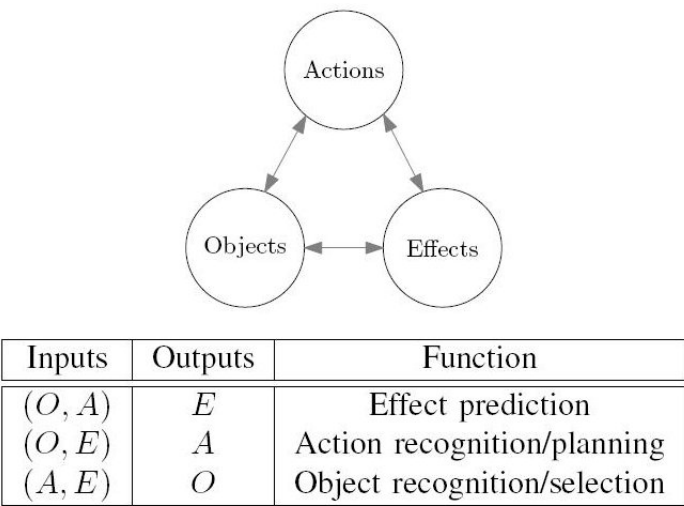 Actions
Objects
Effects
Inputs Outputs Function
(O, A) E Effect prediction
(O, E) A Action recognition/planning
(A, E) O Object recognition/selection